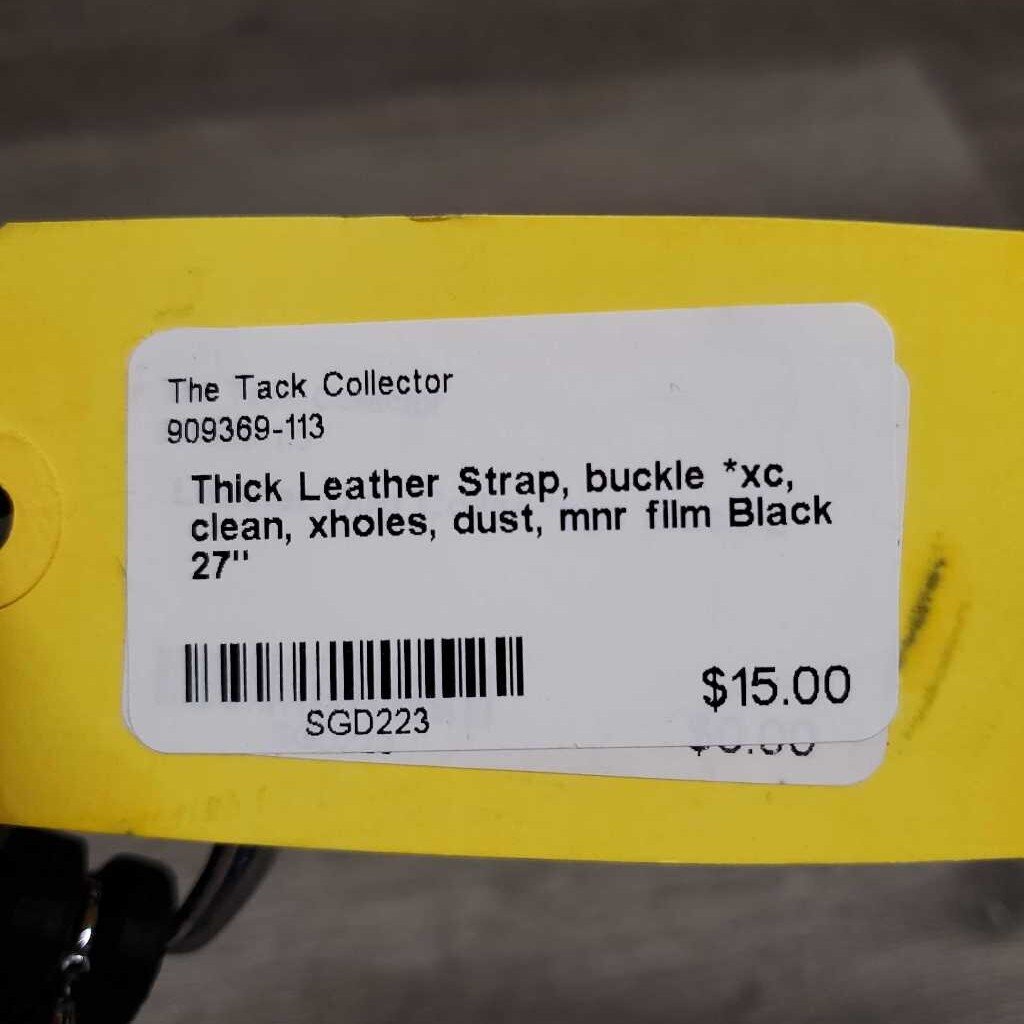 The Tack Collector
909369-113
Thick Leather Strap, buckle *xc,
clean, xholes, dust, mnr film Black
27"
SGD223
$15.00